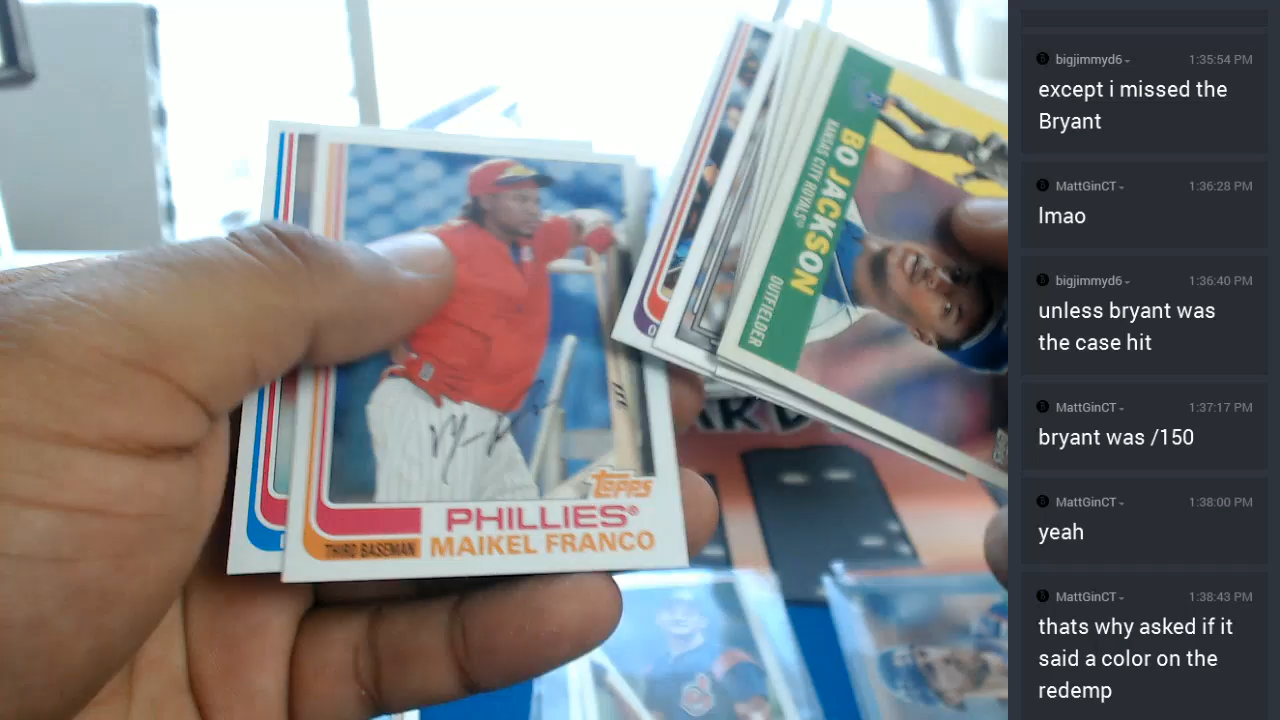 BO JACKSON
KANSAS CITY ROYALS®
OUTFIELDER
Topps
PHILLIES®
THIRD BASEMAN
MAIKEL FRANCO
bigjimmyd6
1:35:54 PM
except i missed the
Bryant
MattGinCT
1:36:28 PM
lmao
bigjimmyd6
1:36:40 PM
unless bryant was
the case hit
MattGinCT
1:37:17 PM
bryant was /150
MattGinCT
1:38:00 PM
yeah
MattGinCT
1:38:43 PM
thats why asked if it
said a color on the
redemp